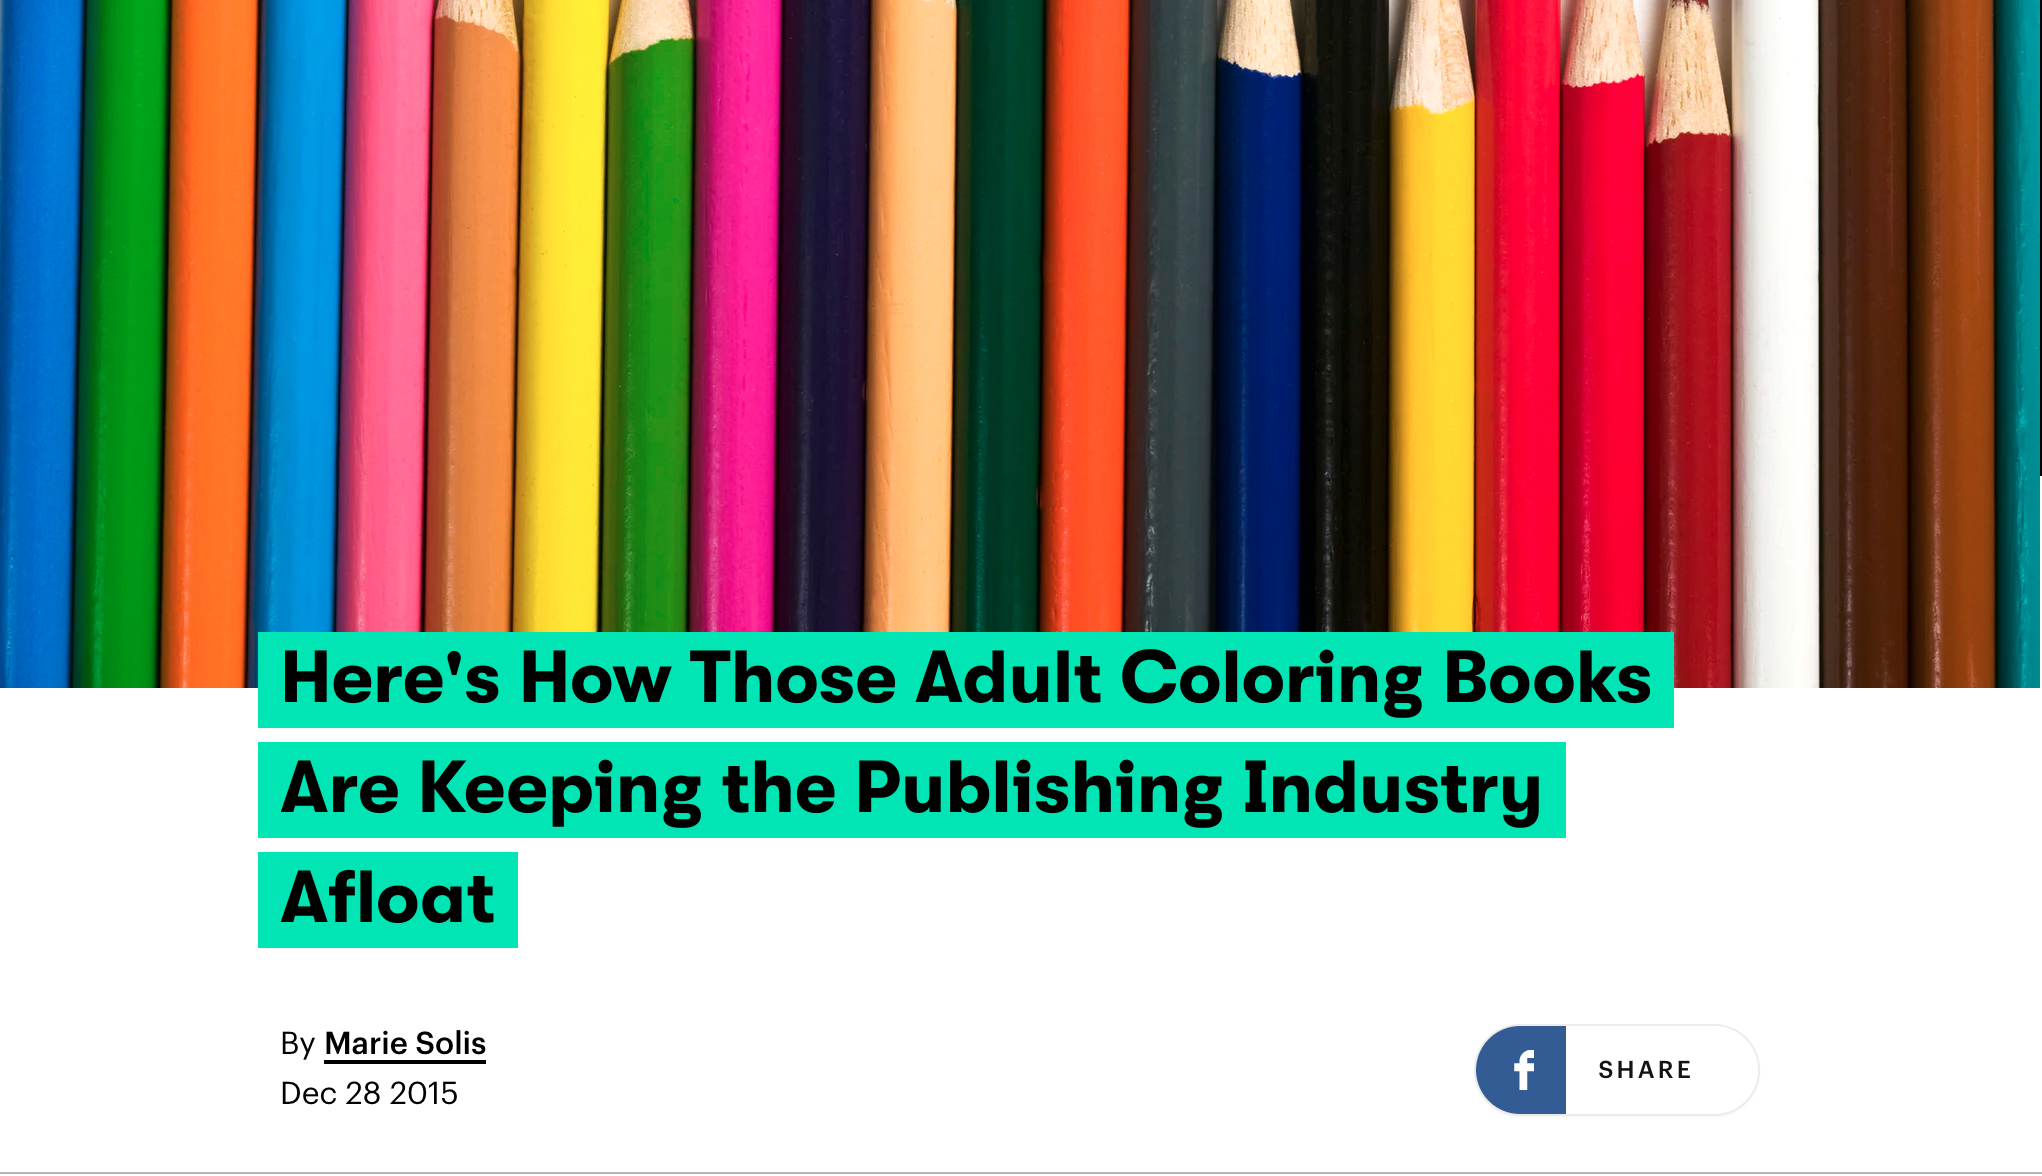 Here's How Those Adult Coloring Books
Are Keeping the Publishing Industry
Afloat
By Marie Solis
Dec 28 2015
f SHARE